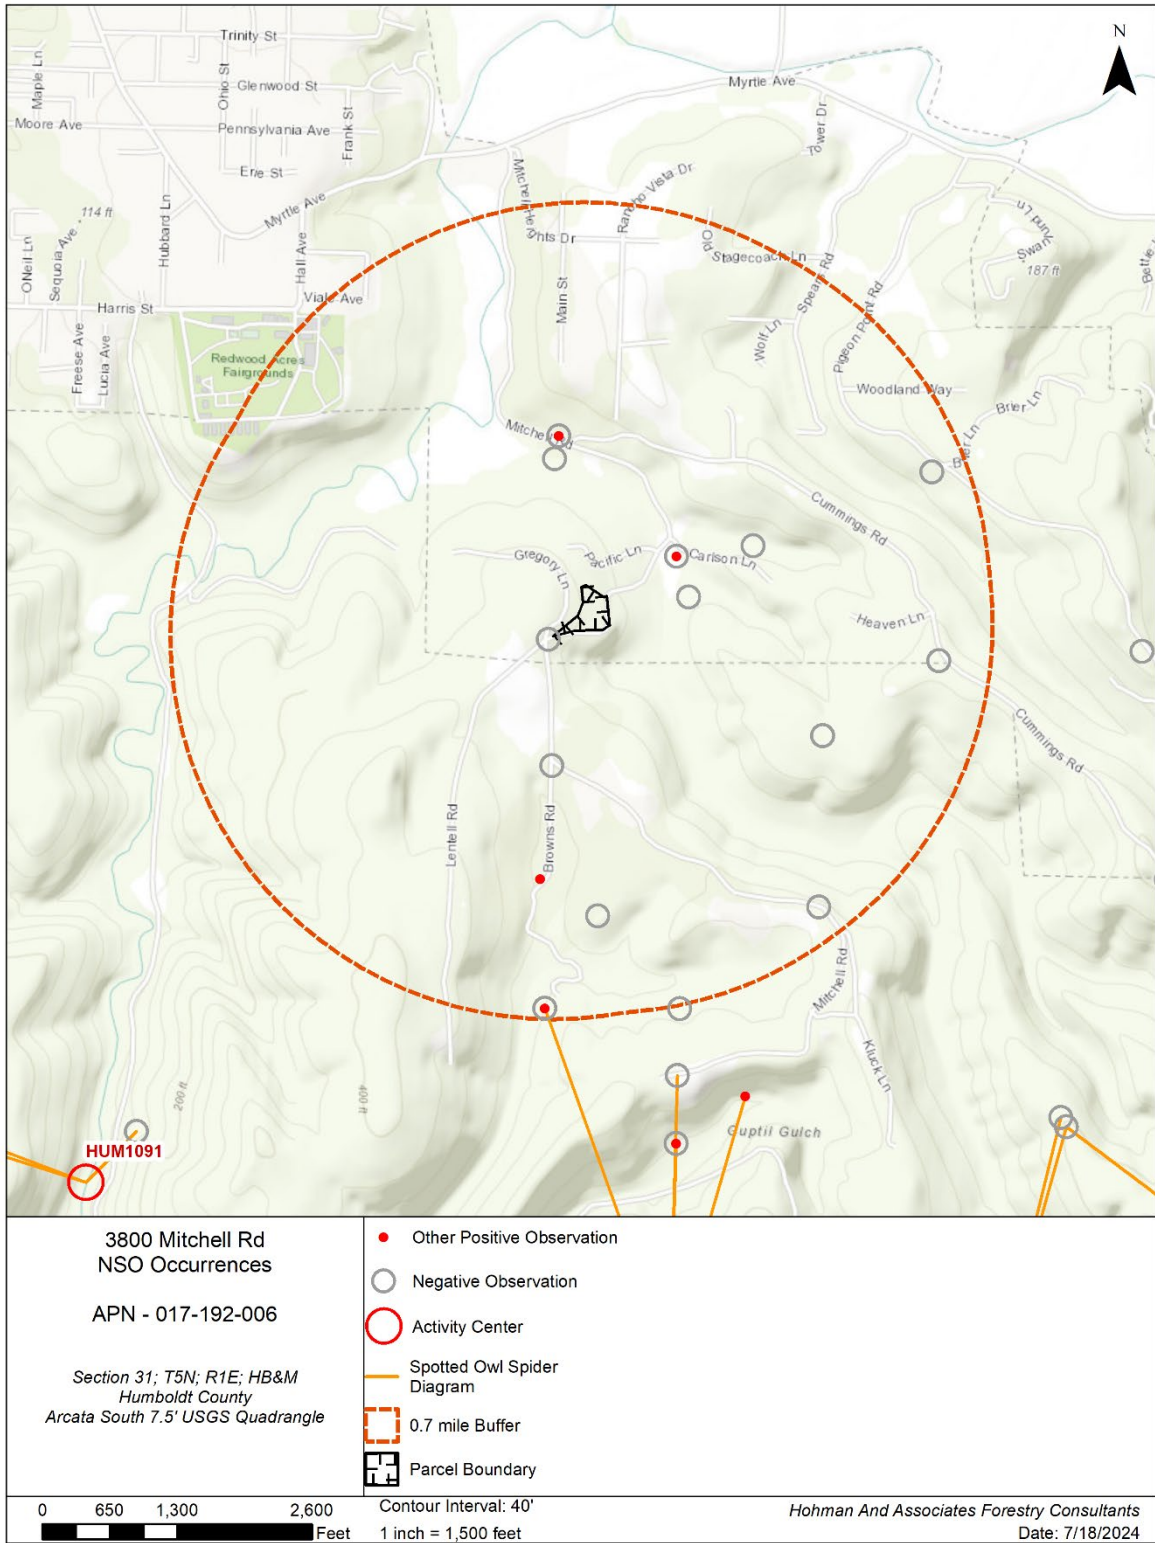 Trinity St
Maple Ln
Ohio St
Glenwood St
Moore Ave
Pennsylvania Ave
Frank St
Erie St
Myrtle Ave
Myrtle Ave
Tower Dr
N
114 ft
Hubbard Ln
Hall Ave
ONeil Ln
Sequoia Ave
Mitchell Hei
hts Dr
Rancho Vista Dr
Old St
agecoach Ln
Spears Rd
Swan
187 ft
Harris St
Viale Ave
Main St
Freese Ave
Lucia Ave
Redwood Acres
Fairgrounds
Wolf Ln
Pigeon Point Rd
Woodland Way
Brier Ln
Brier Ln
Mitchell Rd
Cummings Rd
Gregory Ln
Pacific Ln
Carlson Ln
Heaven Ln
Cummings Rd
Lentell Rd
Browns Rd
Mitchell Rd
Kluck Ln
200 ft
400 ft
Guptil Gulch
HUM1091
3800 Mitchell Rd
NSO Occurrences
APN - 017-192-006
Section 31; T5N; R1E; HB&M
Humboldt County
Arcata South 7.5' USGS Quadrangle
Other Positive Observation
Negative Observation
Activity Center
Spotted Owl Spider
Diagram
0.7 mile Buffer
Parcel Boundary
0 650 1,300 2,600
Feet
Contour Interval: 40'
1 inch = 1,500 feet
Hohman And Associates Forestry Consultants
Date: 7/18/2024